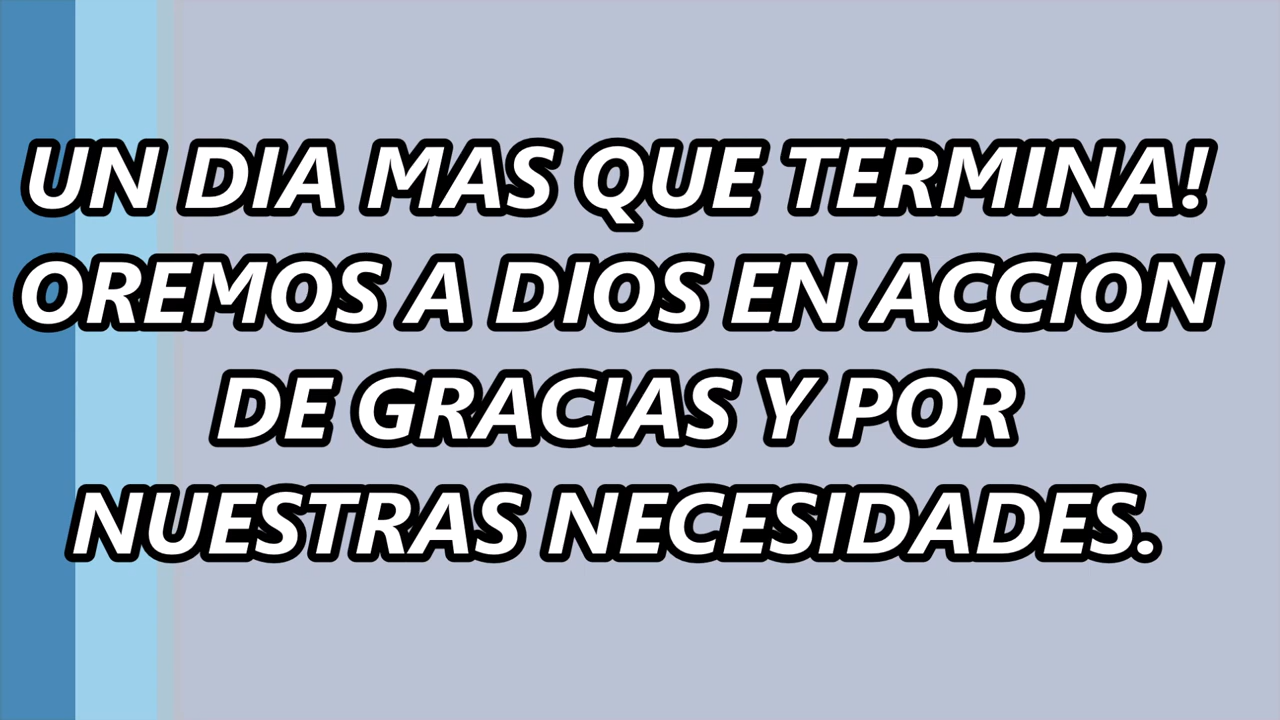 UN DIA MAS QUE TERMINA!
OREMOS A DIOS EN ACCION
DE GRACIAS Y POR
NUESTRAS NECESIDADES.